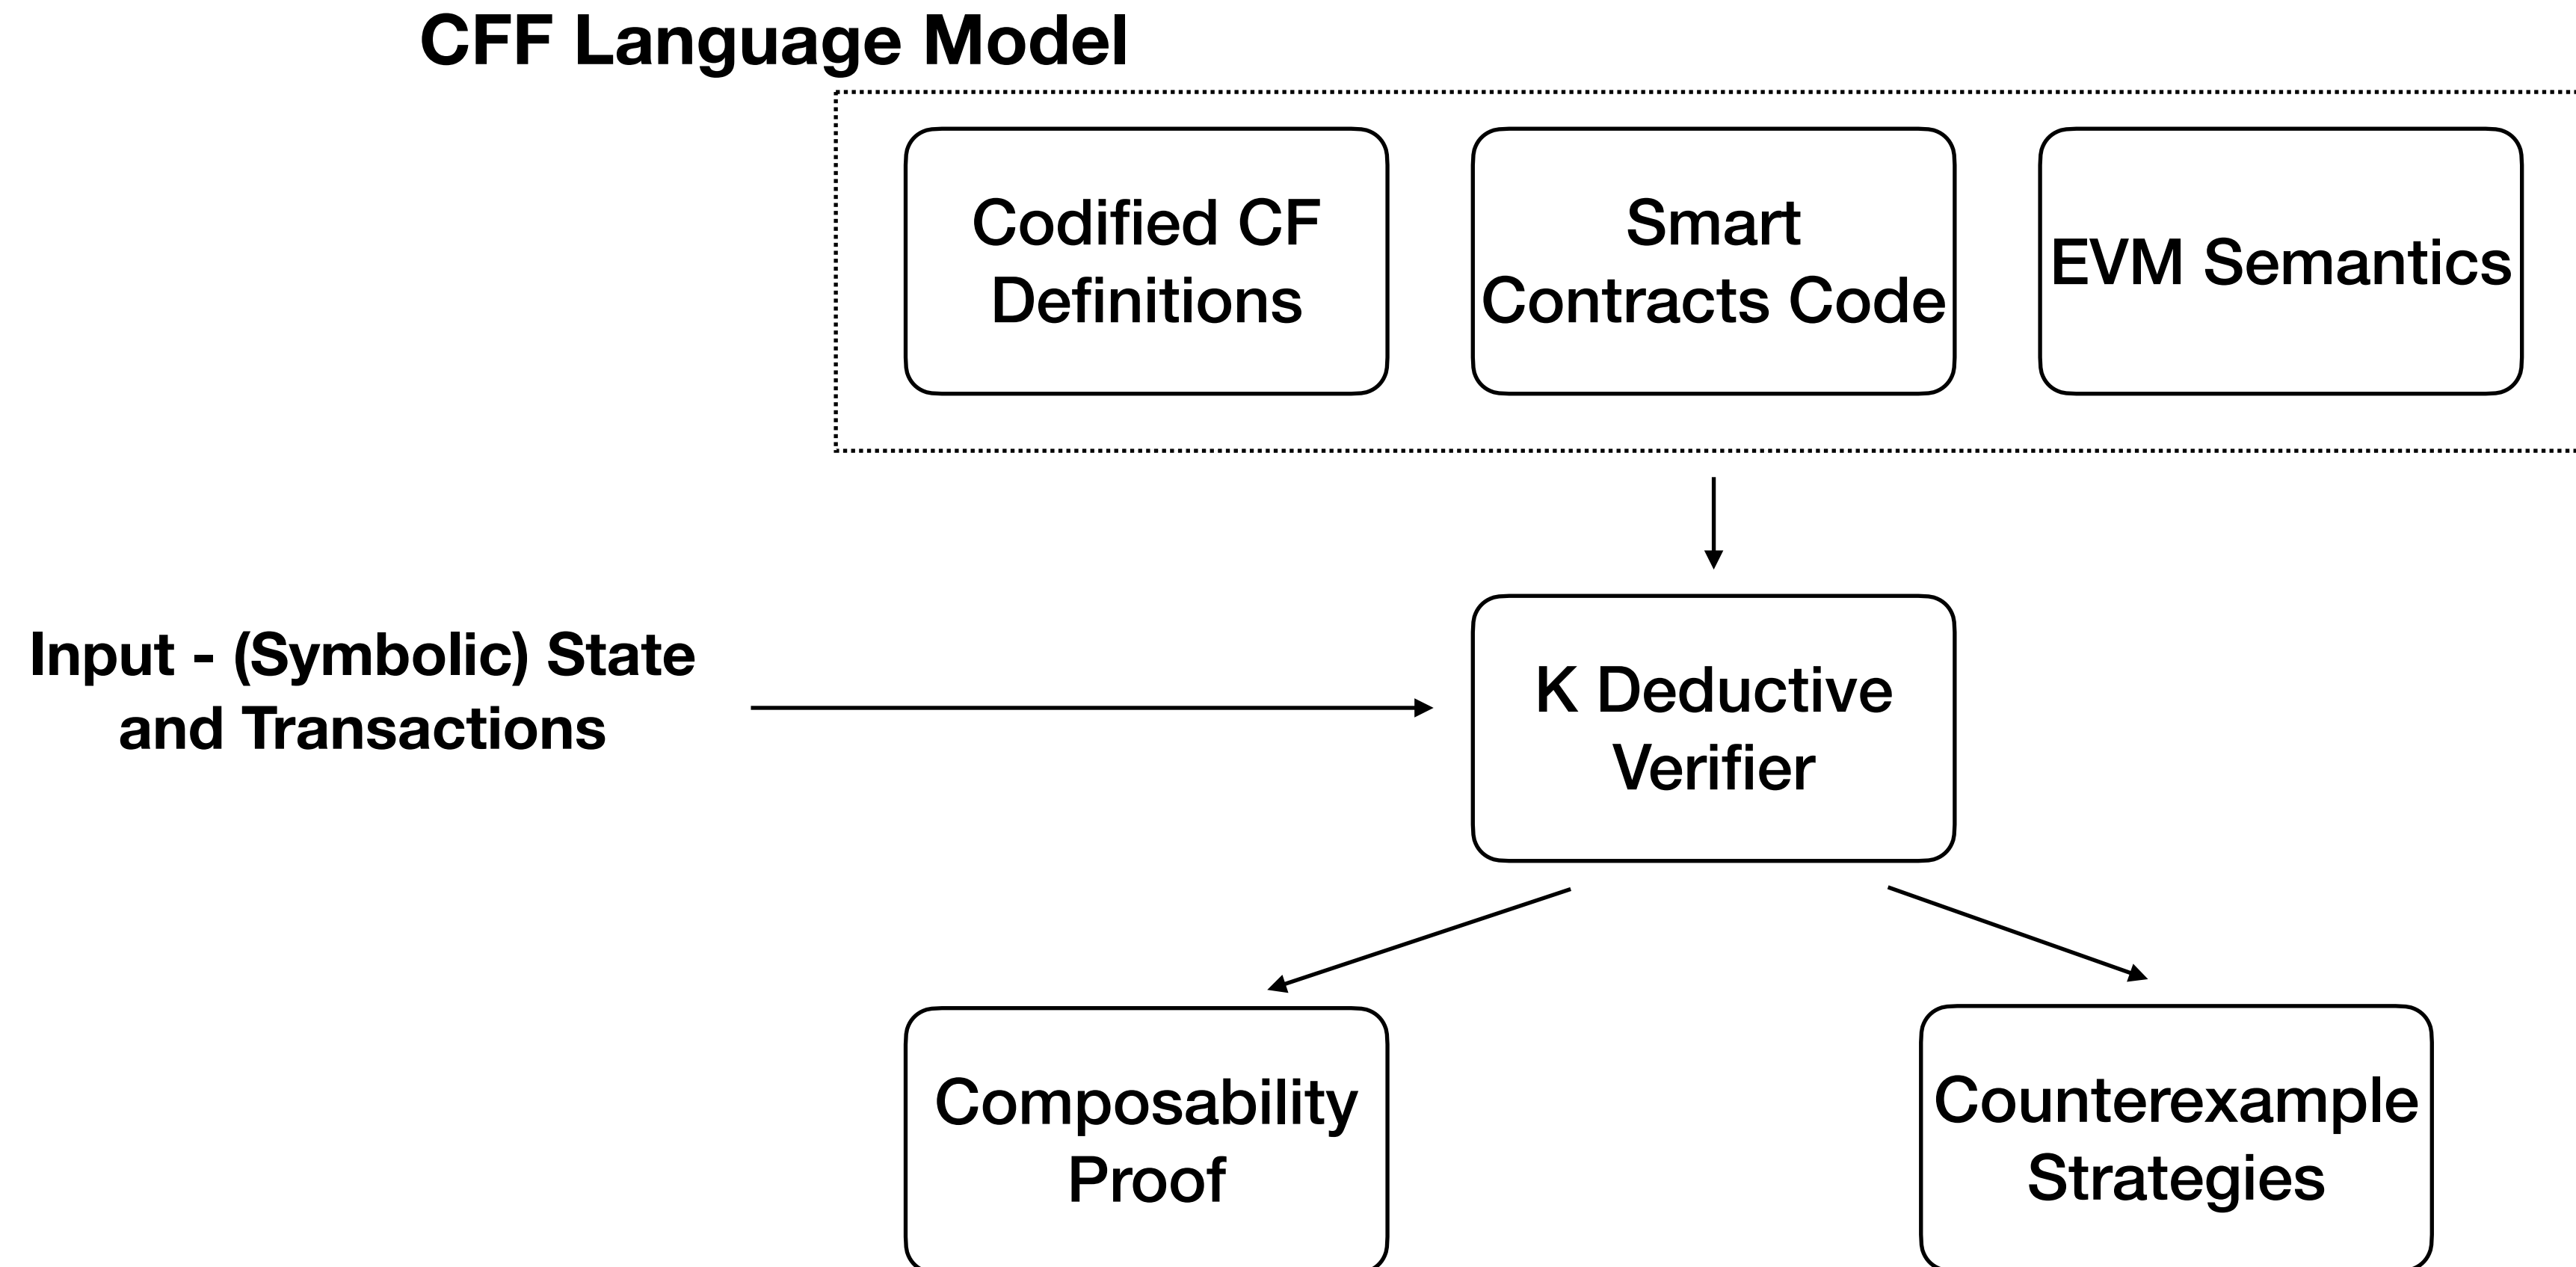 CFF Language Model
Codified CF
Definitions
Smart
Contracts Code
EVM Semantics
Input - (Symbolic) State
and Transactions
K Deductive
Verifier
Composability
Proof
Counterexample
Strategies